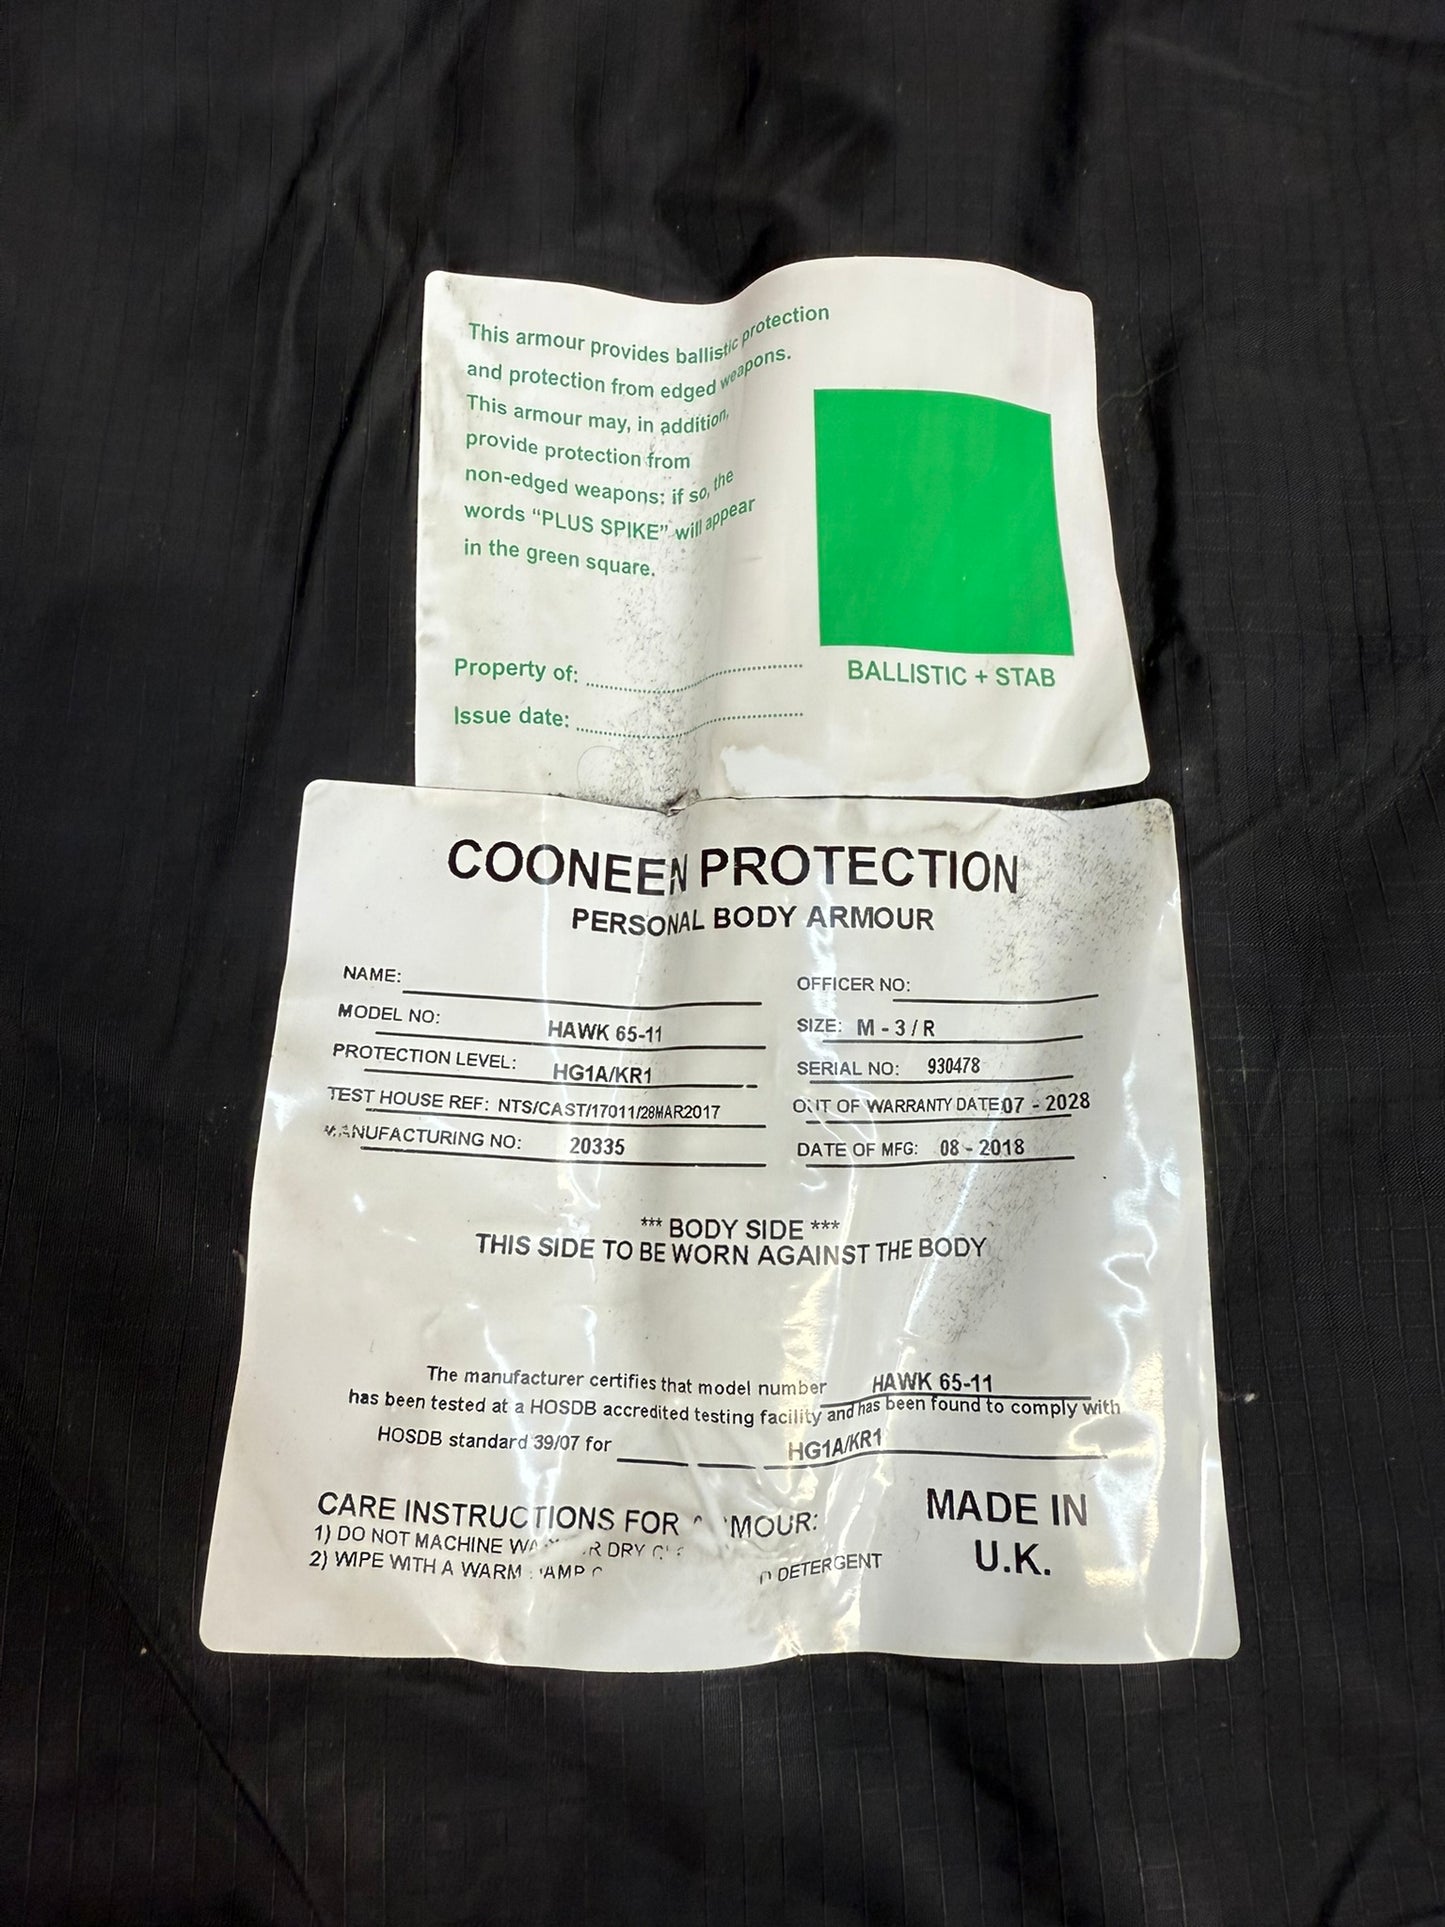 This armour provides ballistic protection
and protection from edged weapons.
This armour may, in addition,
provide protection from
non-edged weapons: if so, the
words “PLUS SPIKE” will appear
in the green square.
Property of:
Issue date:
BALLISTIC + STAB
COONEEN PROTECTION
PERSONAL BODY ARMOUR
NAME:
OFFICER NO:
MODEL NO: HAWK 65-11
SIZE: M - 3 / R
PROTECTION LEVEL: HG1A/KR1
SERIAL NO: 930478
TEST HOUSE REF: NTS/CAST/17011/28MAR2017
OUT OF WARRANTY DATE: 07 - 2028
MANUFACTURING NO: 20335
DATE OF MFG: 08 - 2018
*** BODY SIDE ***
THIS SIDE TO BE WORN AGAINST THE BODY
The manufacturer certifies that model number HAWK 65-11
has been tested at a HOSDB accredited testing facility and has been found to comply with
HOSDB standard 39/07 for HG1A/KR1
CARE INSTRUCTIONS FOR ARMOUR:
1) DO NOT MACHINE DRY
2) WIPE WITH A WARM DETERGENT
MADE IN
U.K.